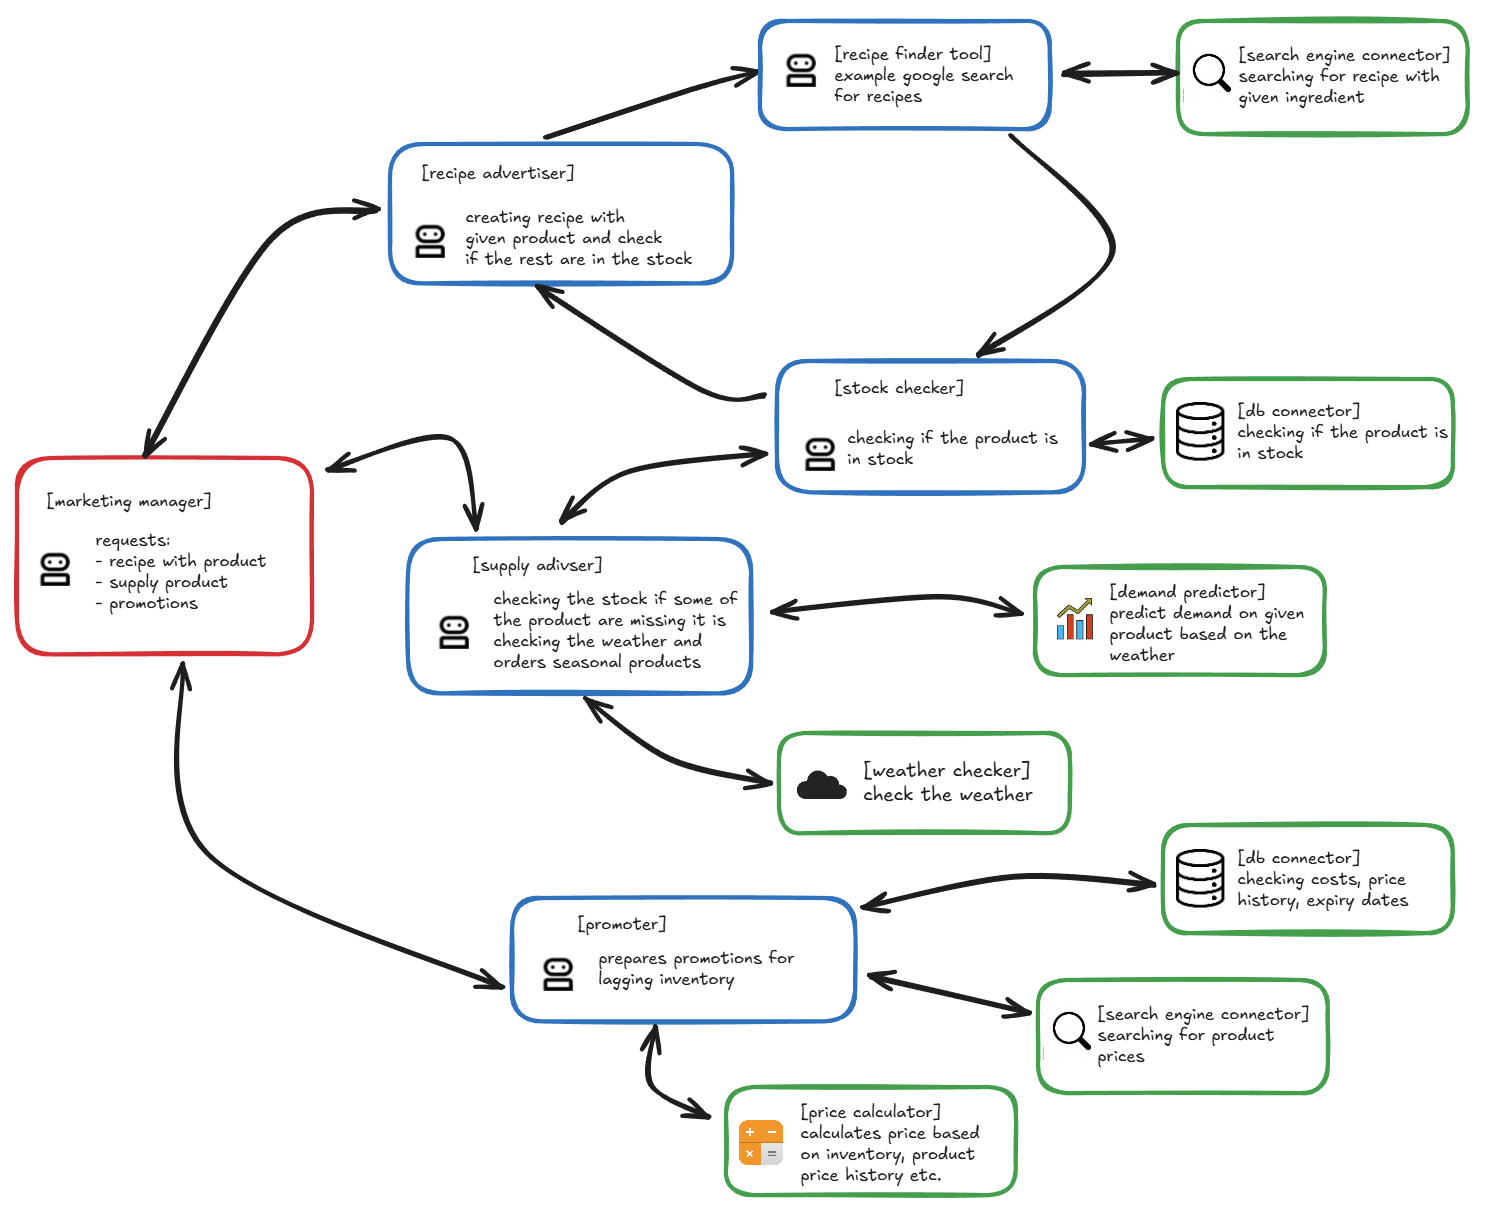 [recipe finder tool]
example google search
for recipes
[search engine connector]
searching for recipe with
given ingredient
[recipe advertiser]
creating recipe with
given product and check
if the rest are in the stock
[stock checker]
checking if the product is
in stock
[db connector]
checking if the product is
in stock
[marketing manager]
requests:
- recipe with product
- supply product
- promotions
[supply adivser]
checking the stock if some of
the product are missing it is
checking the weather and
orders seasonal products
[demand predictor]
predict demand on given
product based on the
weather
[weather checker]
check the weather
[db connector]
checking costs, price
history, expiry dates
[promoter]
prepares promotions for
lagging inventory
[search engine connector]
searching for product
prices
[price calculator]
calculates price based
on inventory, product
price history etc.